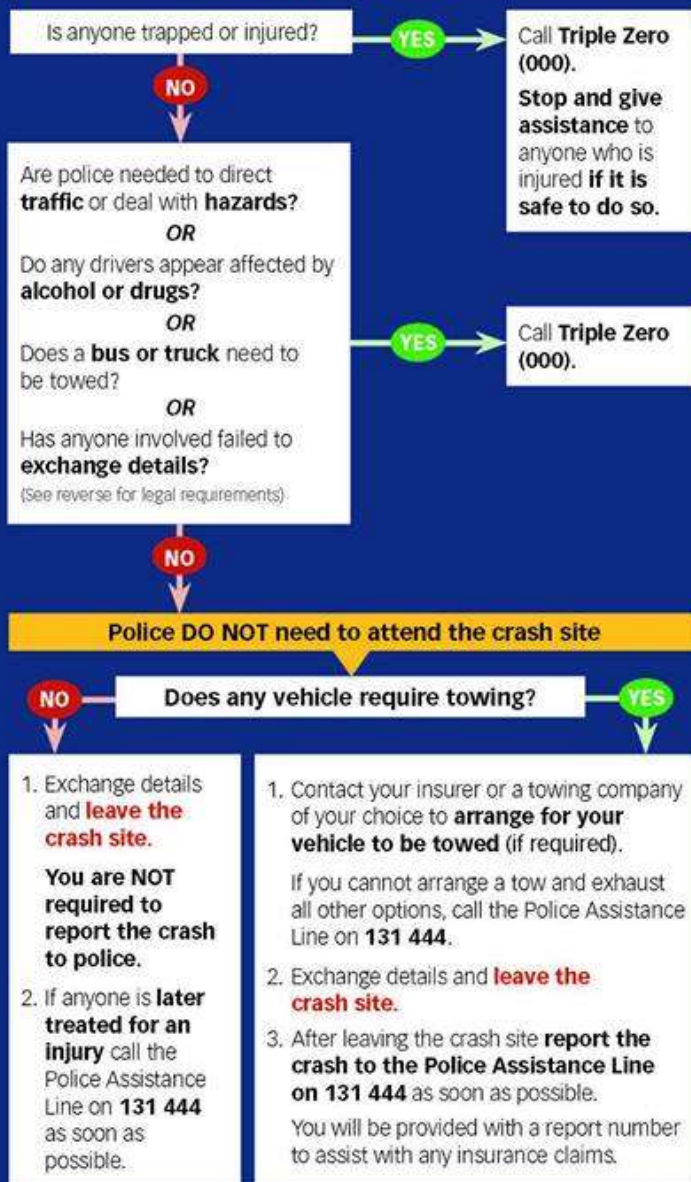 Is anyone trapped or injured?
YES
Call Triple Zero
(000).
Stop and give
assistance to
anyone who is
injured if it is
safe to do so.
NO
Are police needed to direct
traffic or deal with hazards?
OR
Do any drivers appear affected by
alcohol or drugs?
OR
Does a bus or truck need to
be towed?
OR
Has anyone involved failed to
exchange details?
(See reverse for legal requirements)
YES
Call Triple Zero
(000).
NO
Police DO NOT need to attend the crash site
Does any vehicle require towing?
NO
1. Exchange details
and leave the
crash site.
You are NOT
required to
report the crash
to police.
2. If anyone is later
treated for an
injury call the
Police Assistance
Line on 131 444
as soon as
possible.
YES
1. Contact your insurer or a towing company
of your choice to arrange for your
vehicle to be towed (if required).
If you cannot arrange a tow and exhaust
all other options, call the Police Assistance
Line on 131 444.
2. Exchange details and leave the
crash site.
3. After leaving the crash site report the
crash to the Police Assistance Line
on 131 444 as soon as possible.
You will be provided with a report number
to assist with any insurance claims.